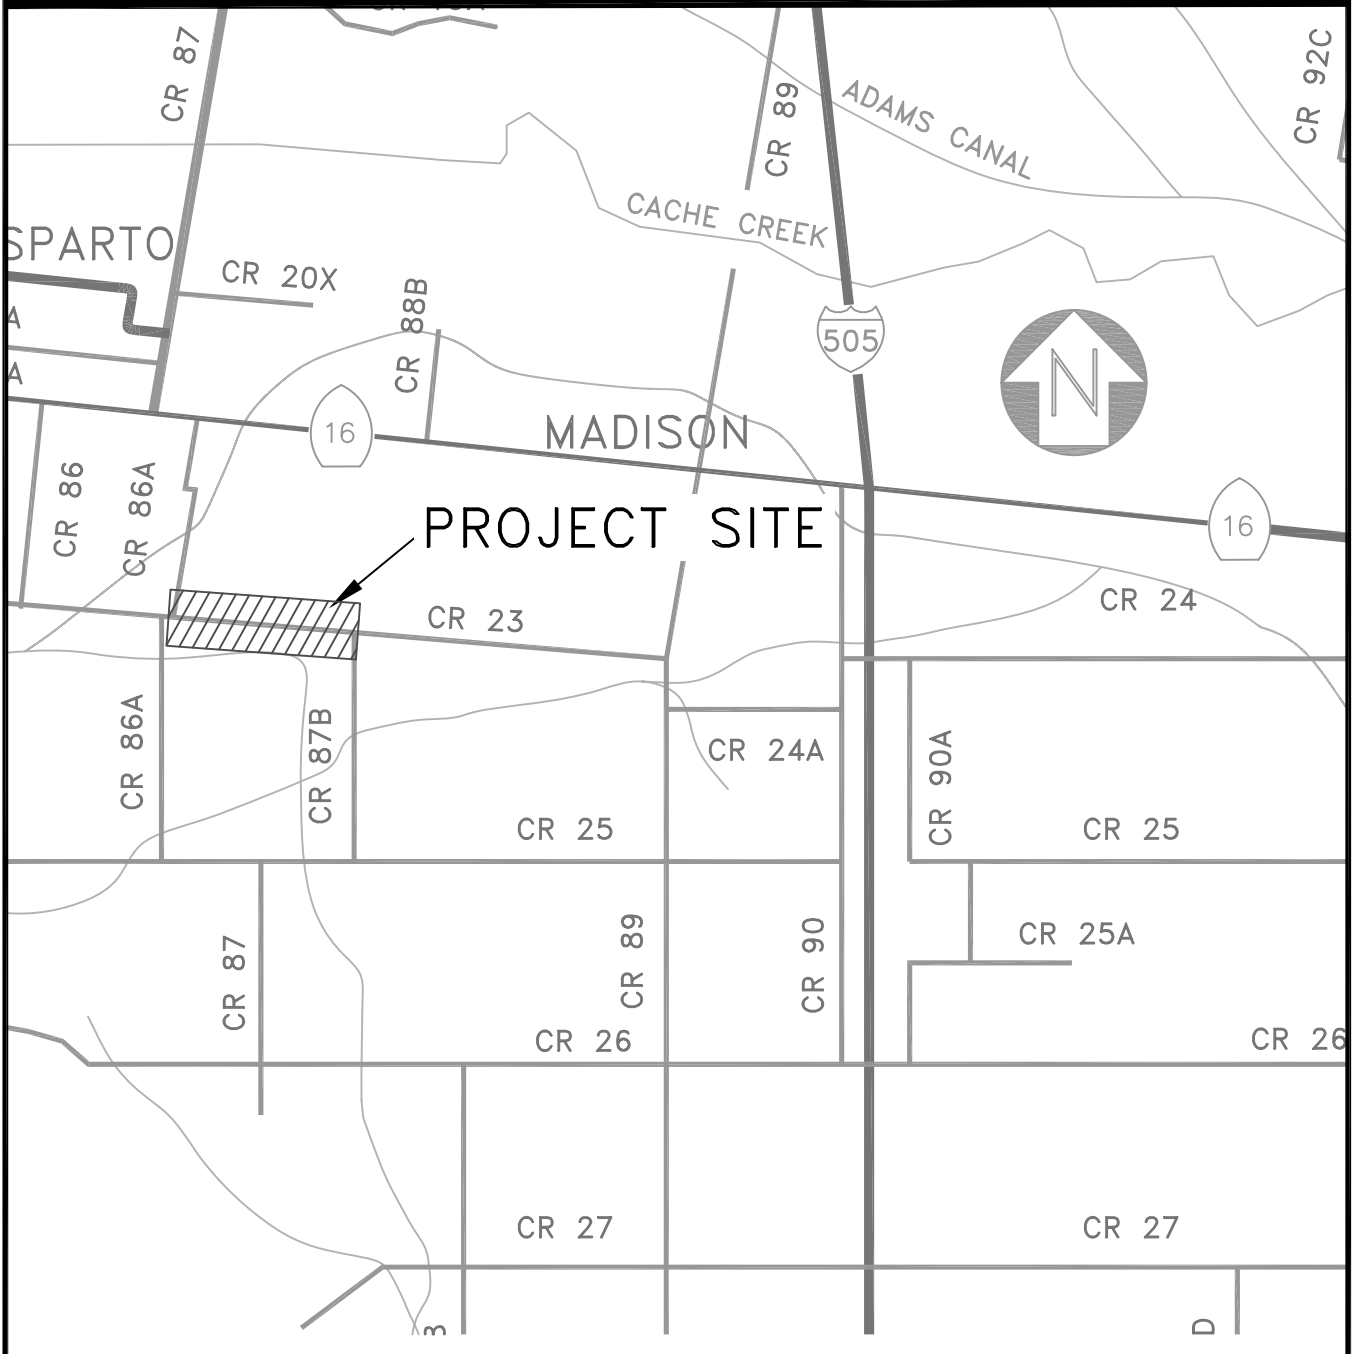 CR 87
CR 89
ADAMS CANAL
CR 92C
CACHE CREEK
SPARTO
CR 20X
CR 88B
505
N
A
A
16
MADISON
CR 86
CR 86A
PROJECT SITE
16
CR 24
CR 23
CR 86A
CR 87B
CR 24A
CR 90A
CR 25
CR 25
CR 87
CR 89
CR 90
CR 25A
CR 26
CR 26
CR 27
CR 27
B
D